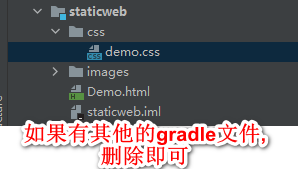 staticweb
css
demo.css
images
Demo.html
staticweb.iml
如果有其他的gradle文件,
删除即可